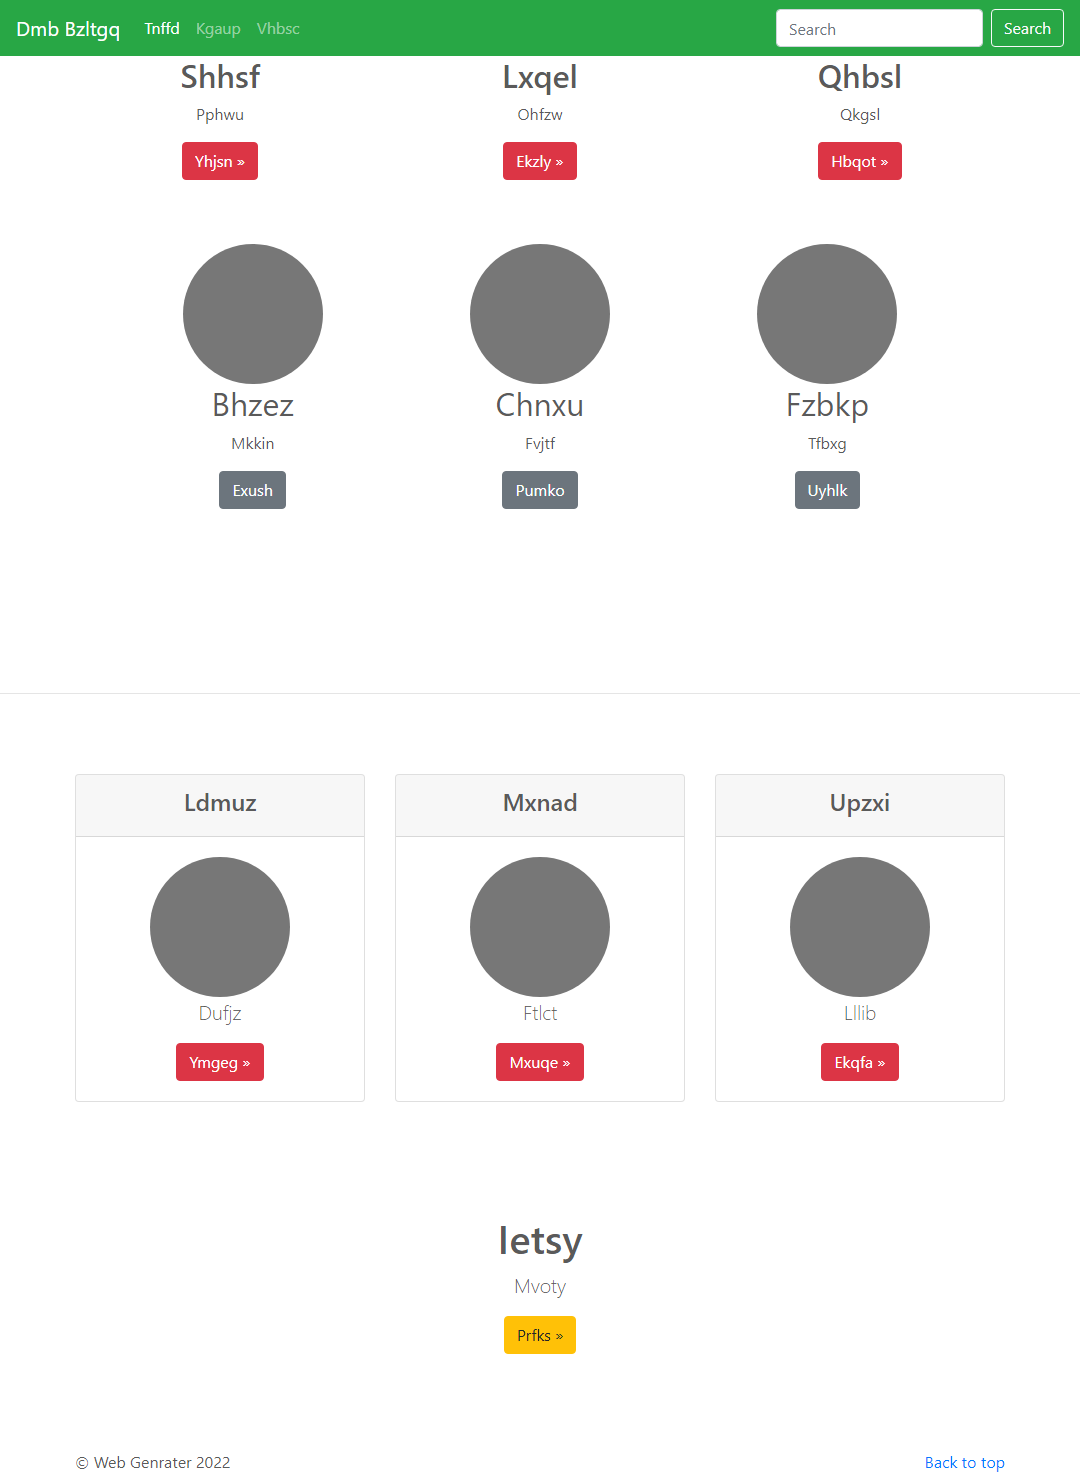 Dmb Bzltgq Tnffd Kgaup Vhbsc Search Search
Shhsf Lxqel Qhbsl
Pphwu Ohfzw Qkgsl
Yhjsn » Ekzly » Hbqot »
Bhzez Chnxu Fzbkp
Mkkin Fvjtf Tfbxg
Exush Pumko Uyhlk
Ldmuz Mxnad Upzxi
Dufjz Ftlct Lllib
Ymgeg » Mxuqe » Ekqfa »
Ietsy
Mvoty
Prfks »
© Web Genrater 2022 Back to top